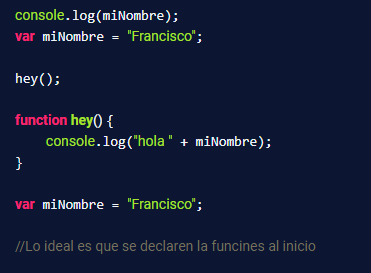 console.log(miNombre);
var miNombre = "Francisco";
hey();
function hey() {
console.log("hola " + miNombre);
}
var miNombre = "Francisco";
//Lo ideal es que se declaren la funcines al inicio